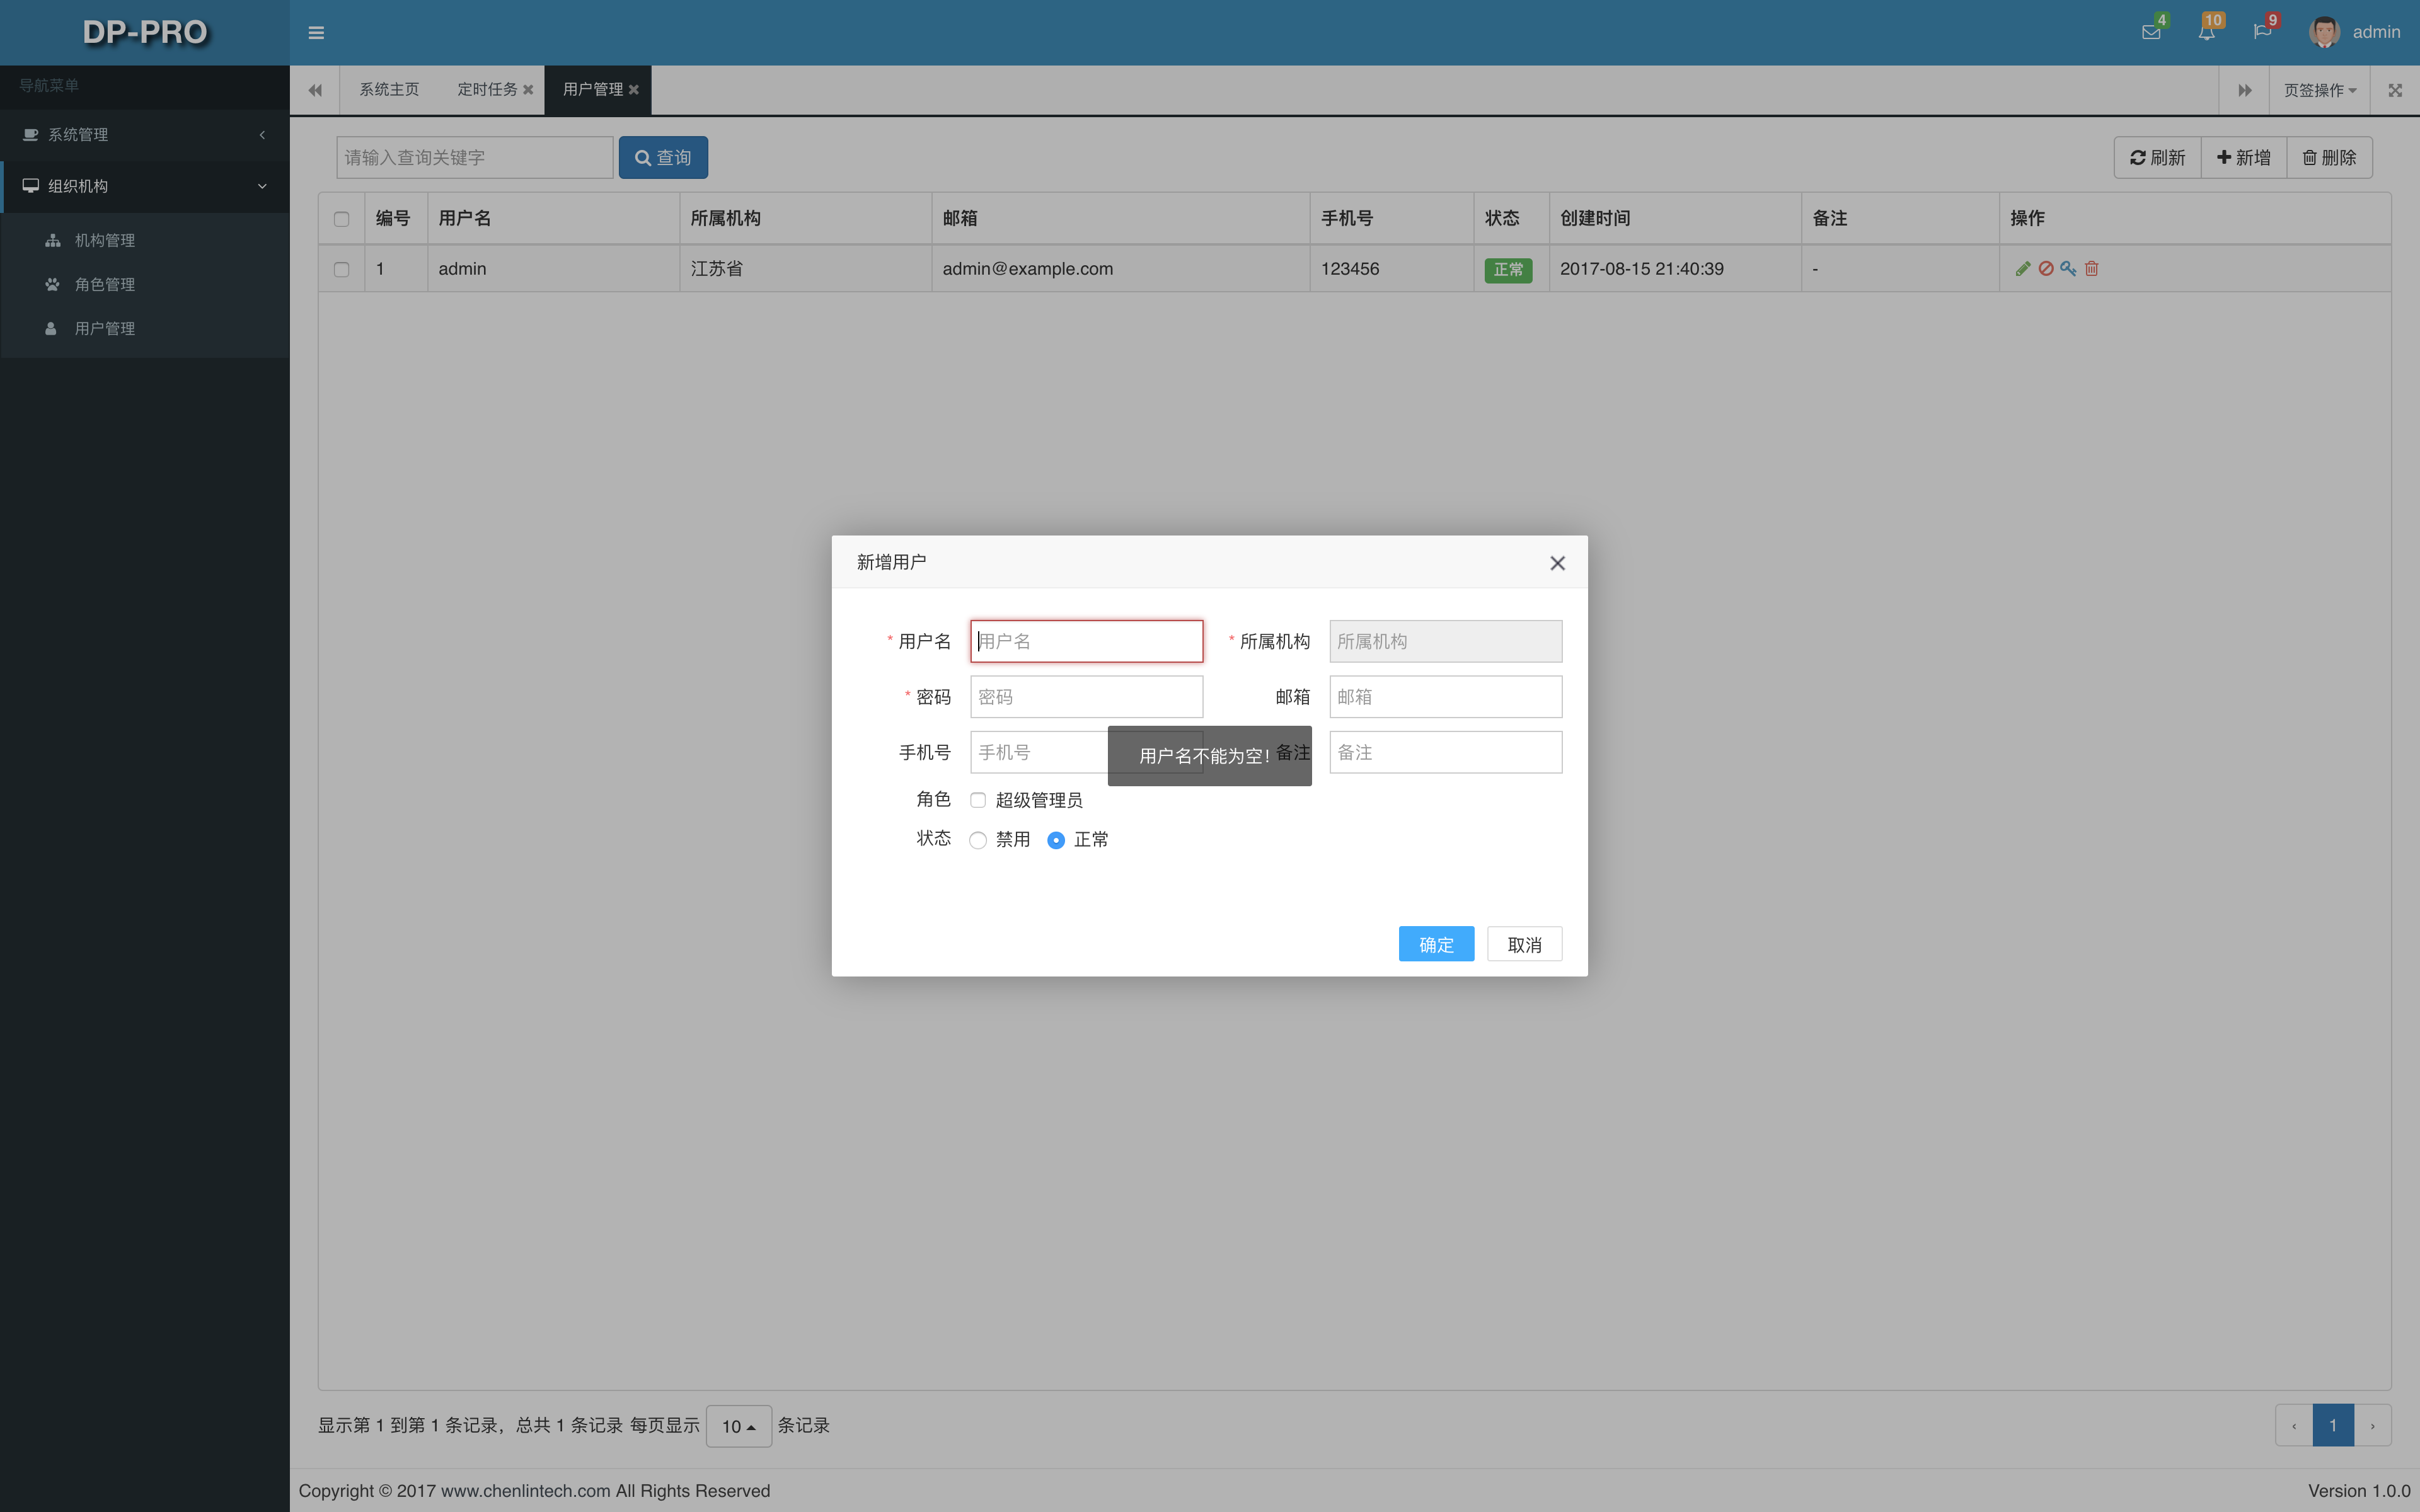 DP-PRO
4
10
9
admin
导航菜单
系统主页
定时任务
用户管理
页签操作
系统管理
组织机构
机构管理
角色管理
用户管理
请输入查询关键字
查询
刷新
新增
删除
编号 用户名 所属机构 邮箱 手机号 状态 创建时间 备注 操作
1 admin 江苏省 admin@example.com 123456 正常 2017-08-15 21:40:39 -
新增用户
* 用户名 用户名 * 所属机构 所属机构
* 密码 密码 邮箱 邮箱
手机号 手机号 备注 备注
用户名不能为空!
角色 超级管理员
状态 禁用 正常
确定 取消
显示第 1 到第 1 条记录，总共 1 条记录 每页显示 10 条记录
‹ 1 ›
Copyright © 2017 www.chenlintech.com All Rights Reserved
Version 1.0.0